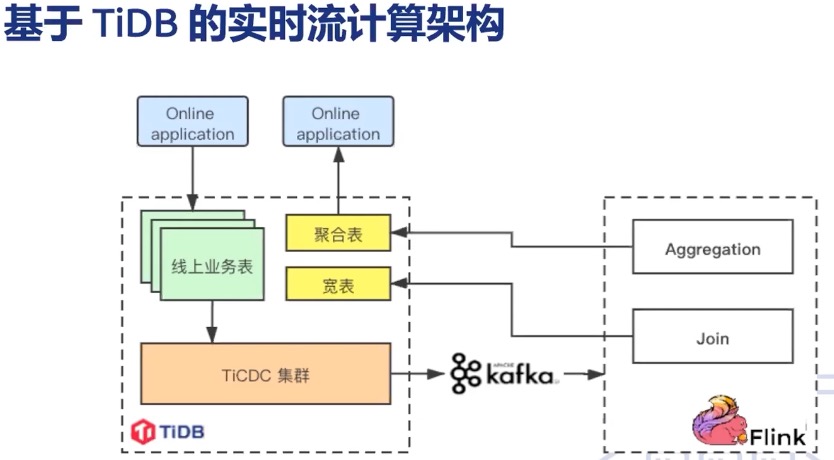 基于 TiDB 的实时流计算架构
Online
application
Online
application
线上业务表
聚合表
宽表
TiCDC 集群
TiDB
APACHE
kafka
Aggregation
Join
Flink